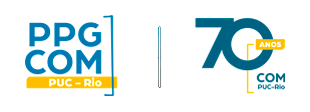 PPG
COM
PUC – Rio
70
ANOS
COM
PUC-Rio